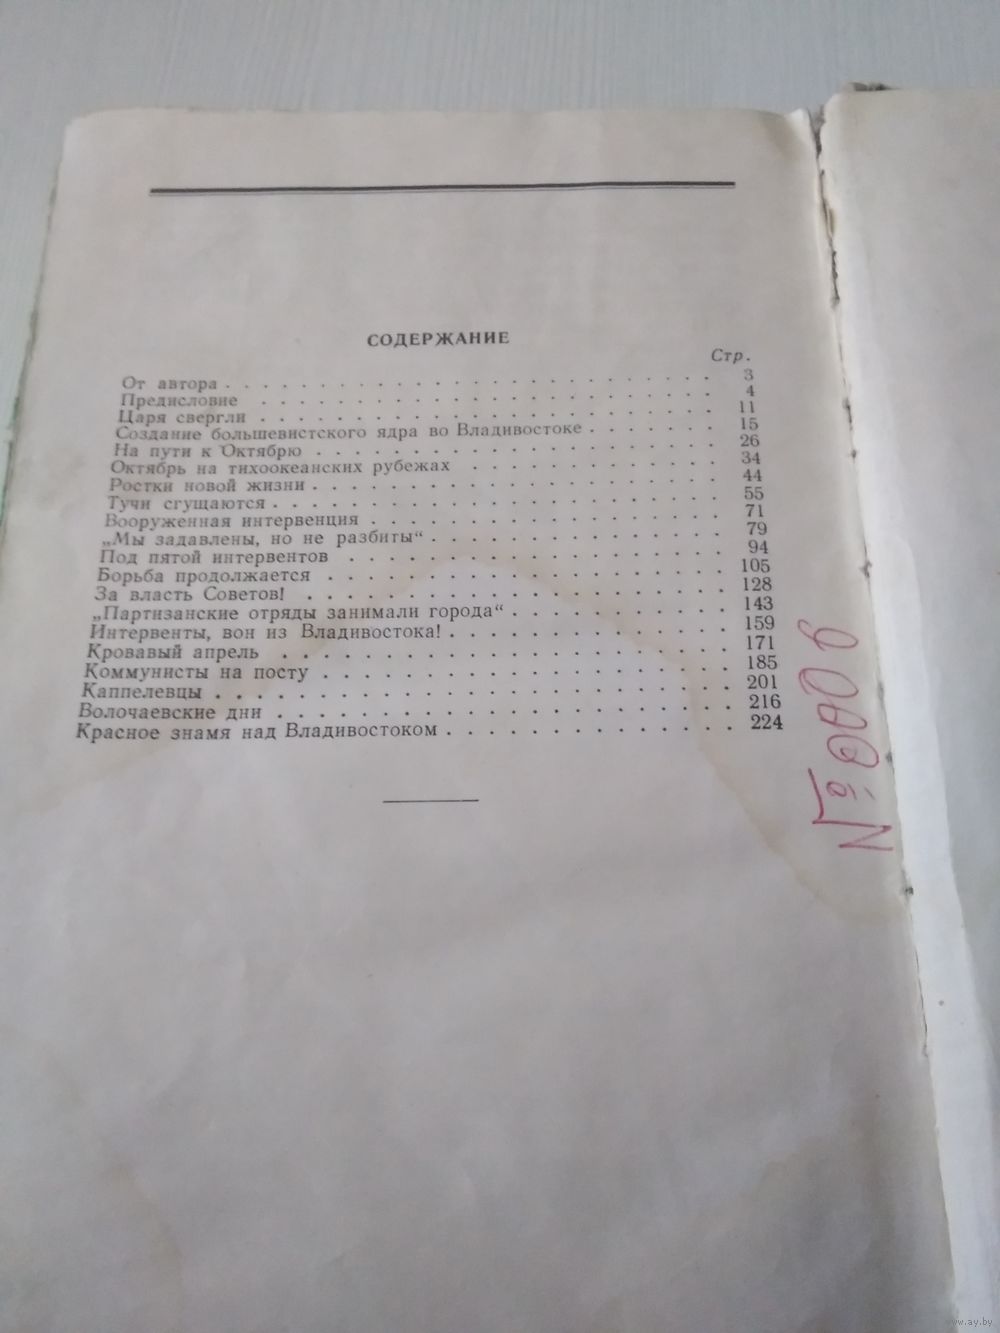 СОДЕРЖАНИЕ
Стр.
От автора . . . . . . . . . . . . . . . . . . . . . . . . . . 3
Предисловие . . . . . . . . . . . . . . . . . . . . . . . . 4
Царя свергли . . . . . . . . . . . . . . . . . . . . . . . . 11
Создание большевистского ядра во Владивостоке . . . . . . . 15
На пути к Октябрю . . . . . . . . . . . . . . . . . . . . . 26
Октябрь на тихоокеанских рубежах . . . . . . . . . . . . . 34
Ростки новой жизни . . . . . . . . . . . . . . . . . . . . . 44
Тучи сгущаются . . . . . . . . . . . . . . . . . . . . . . . 55
Вооруженная интервенция . . . . . . . . . . . . . . . . . . 71
„Мы задавлены, но не разбиты“ . . . . . . . . . . . . . . . 79
Под пятой интервентов . . . . . . . . . . . . . . . . . . . 94
Борьба продолжается . . . . . . . . . . . . . . . . . . . . 105
За власть Советов! . . . . . . . . . . . . . . . . . . . . . 128
„Партизанские отряды занимали города“ . . . . . . . . . . . 143
Интервенты, вон из Владивостока! . . . . . . . . . . . . . . 159
Кровавый апрель . . . . . . . . . . . . . . . . . . . . . . 171
Коммунисты на посту . . . . . . . . . . . . . . . . . . . . 185
Каппелевцы . . . . . . . . . . . . . . . . . . . . . . . . . 201
Волочаевские дни . . . . . . . . . . . . . . . . . . . . . . 216
Красное знамя над Владивостоком . . . . . . . . . . . . . . 224
www.ay.by